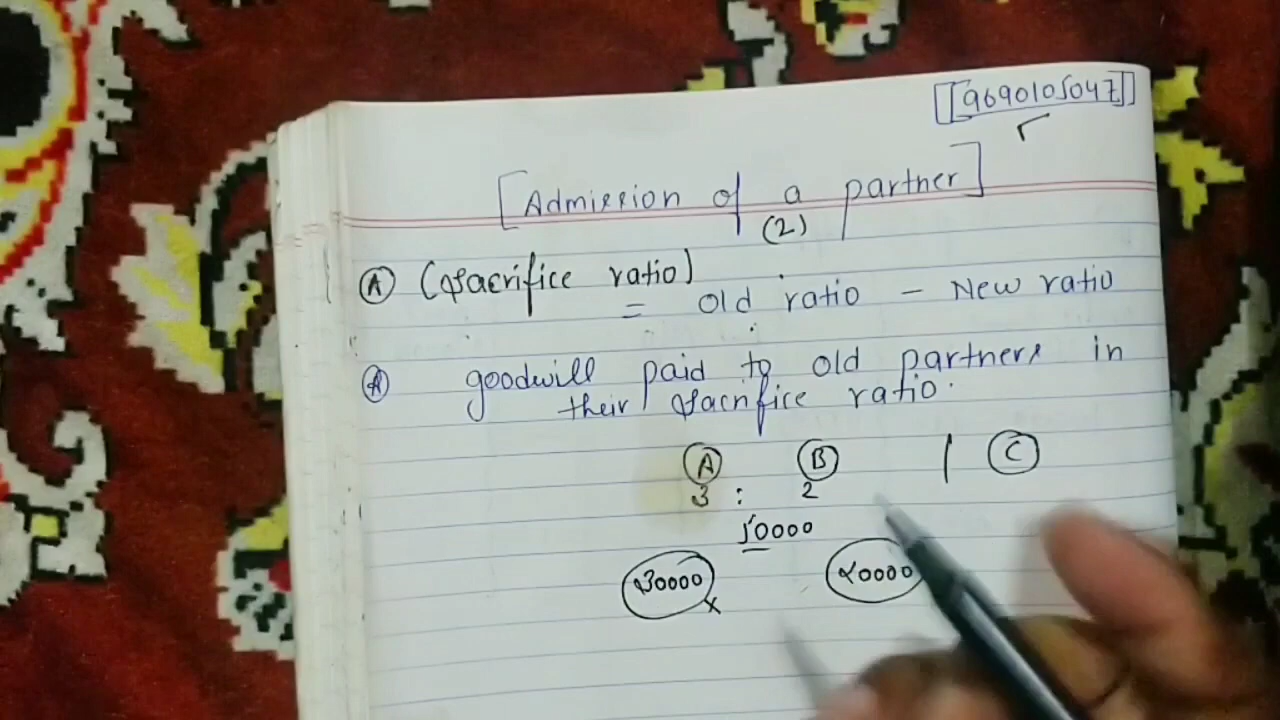 [[9690105047]]
[Admission of a partner]
(2)
(A) (Sacrifice ratio)
= old ratio - New ratio
(A) goodwill paid to old partners in
their sacrifice ratio.
(A) (B) | (C)
3 : 2
50000
30000 20000
x